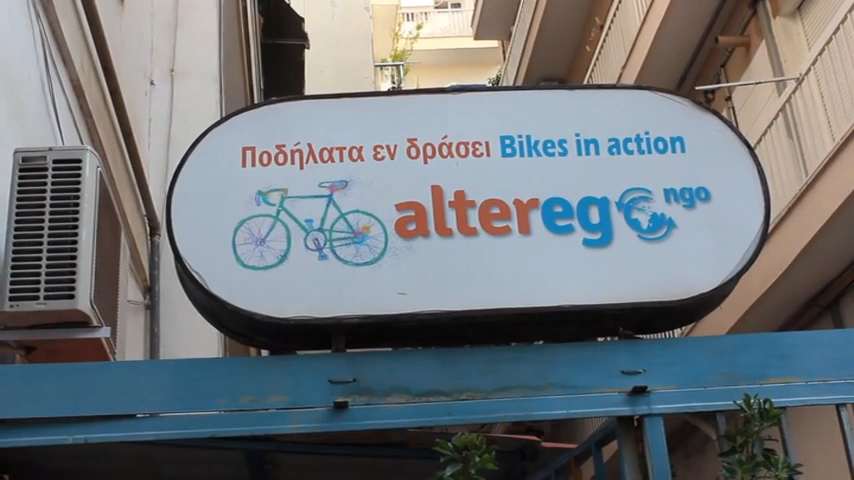 Ποδήλατα εν δράσει Bikes in action
alterego ngo